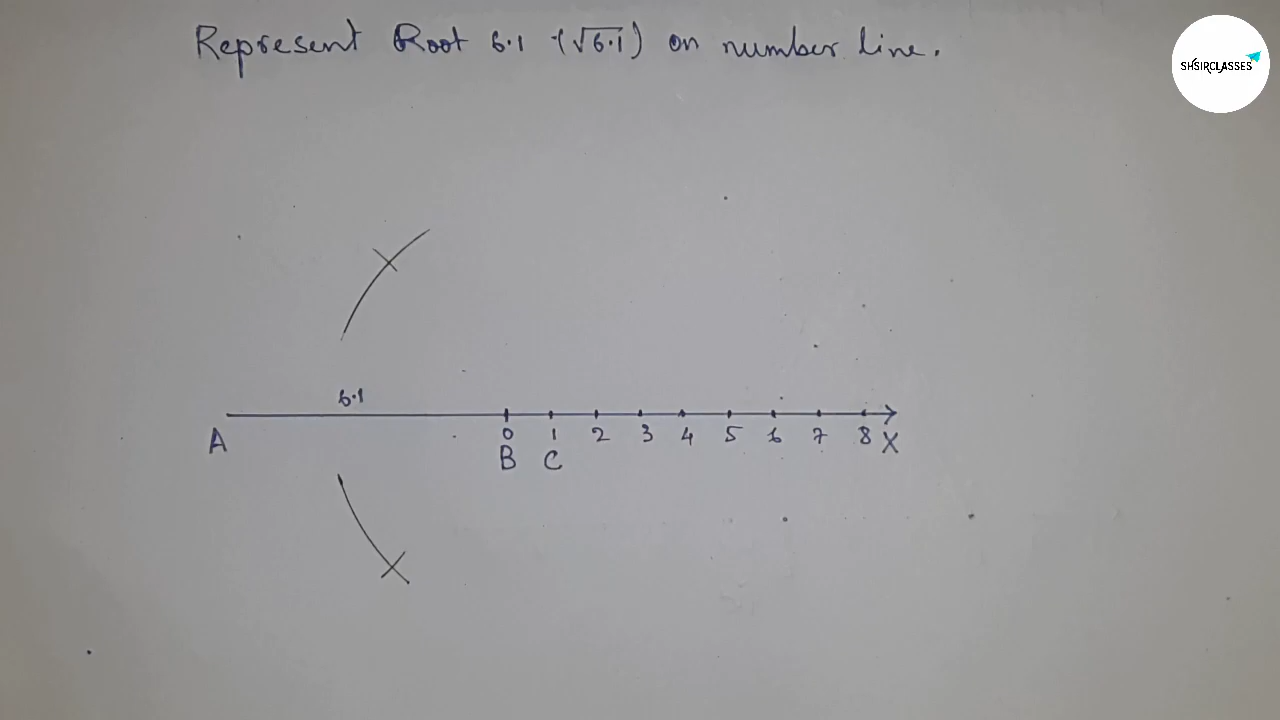 Represent Root 6.1 (√6.1) on number line.
SHSIRCLASSES
6.1
A
0 1 2 3 4 5 6 7 8 X
B C